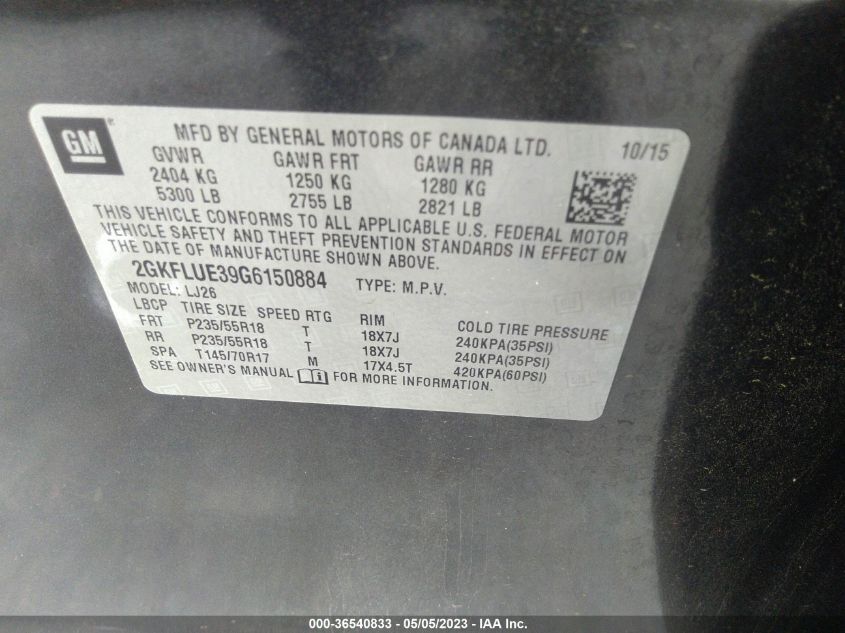 GM ®
MFD BY GENERAL MOTORS OF CANADA LTD. 10/15
GVWR GAWR FRT GAWR RR
2404 KG 1250 KG 1280 KG
5300 LB 2755 LB 2821 LB
THIS VEHICLE CONFORMS TO ALL APPLICABLE U.S. FEDERAL MOTOR
VEHICLE SAFETY AND THEFT PREVENTION STANDARDS IN EFFECT ON
THE DATE OF MANUFACTURE SHOWN ABOVE.
2GKFLUE39G6150884 TYPE: M.P.V.
MODEL: LJ26
LBCP TIRE SIZE SPEED RTG RIM COLD TIRE PRESSURE
FRT P235/55R18 T 18X7J 240KPA(35PSI)
RR P235/55R18 T 18X7J 240KPA(35PSI)
SPA T145/70R17 M 17X4.5T 420KPA(60PSI)
SEE OWNER'S MANUAL FOR MORE INFORMATION.
000-36540833 - 05/05/2023 - IAA Inc.